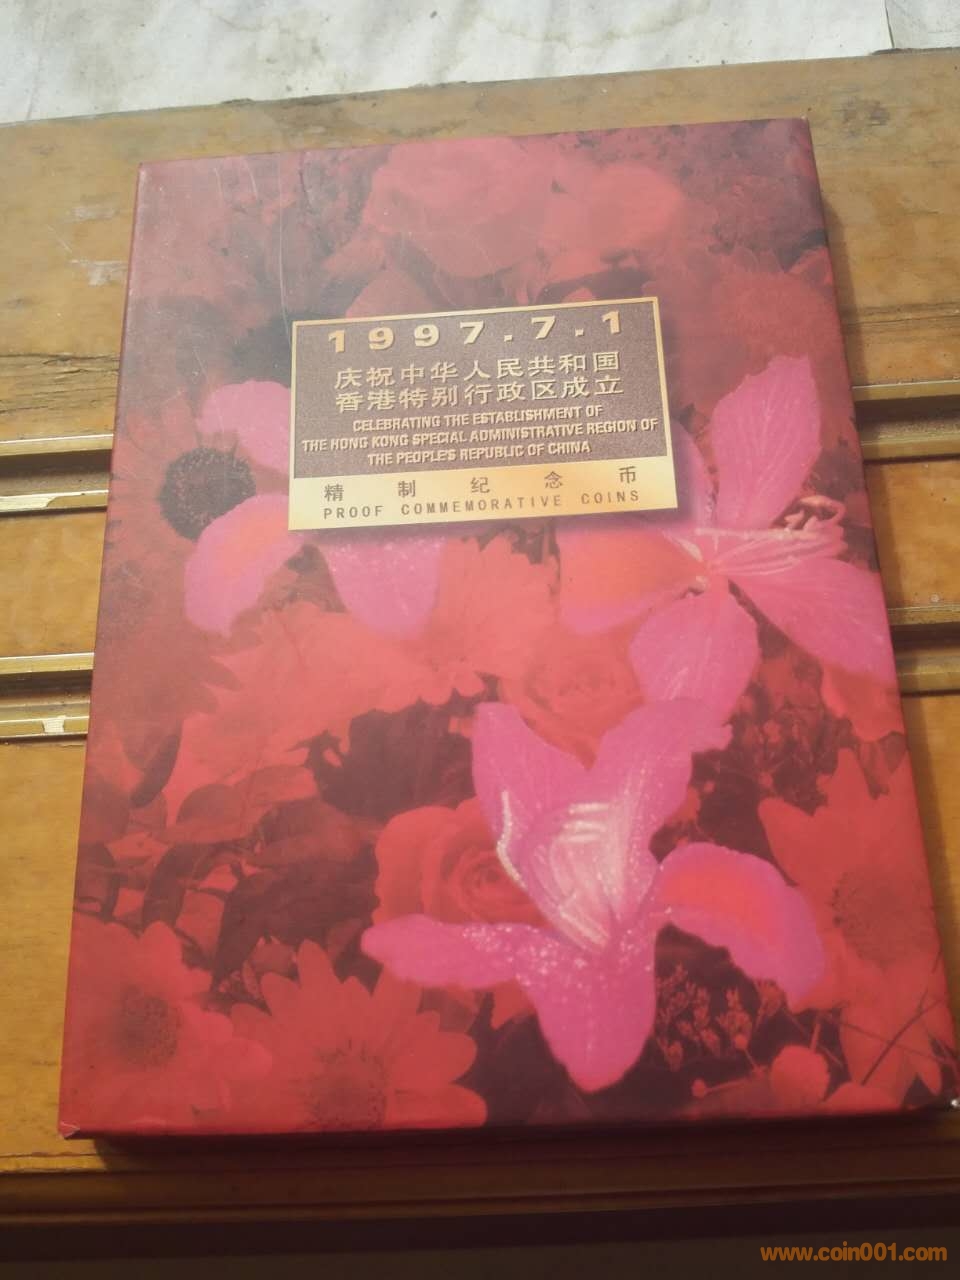 1997.7.1
庆祝中华人民共和国
香港特别行政区成立
CELEBRATING THE ESTABLISHMENT OF
THE HONG KONG SPECIAL ADMINISTRATIVE REGION OF
THE PEOPLE'S REPUBLIC OF CHINA
精制纪念币
PROOF COMMEMORATIVE COINS
www.coin001.com